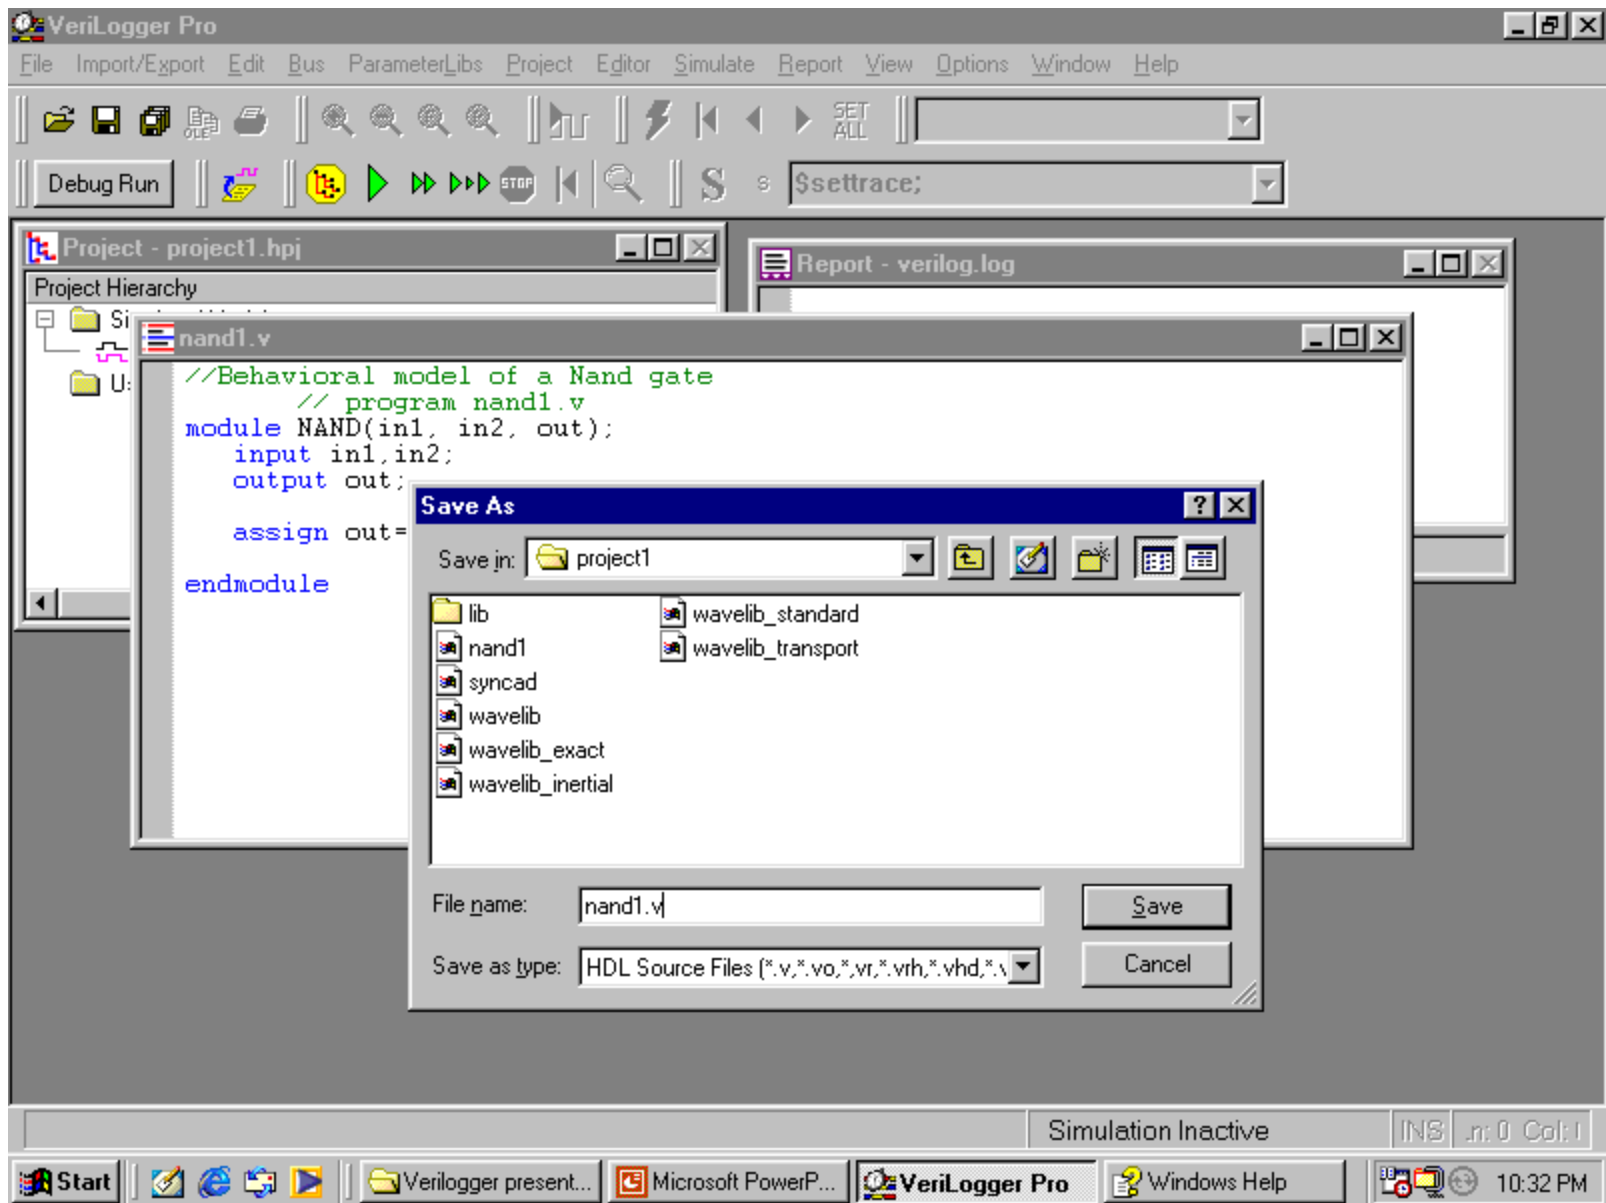 VeriLogger Pro
File Import/Export Edit Bus ParameterLibs Project Editor Simulate Report View Options Window Help
OLE
SET
ALL
Debug Run
STOP
S s $settrace;
Project - project1.hpj
Report - verilog.log
Project Hierarchy
nand1.v
//Behavioral model of a Nand gate
// program nand1.v
module NAND(in1, in2, out);
input in1,in2;
output out;
assign out=
endmodule
Save As
Save in: project1
lib
nand1
syncad
wavelib
wavelib_exact
wavelib_inertial
wavelib_standard
wavelib_transport
File name: nand1.v
Save
Save as type: HDL Source Files (*.v,*.vo,*,vr,*.vrh,*.vhd,*.v
Cancel
Simulation Inactive
INS
Col:
Start
Verilogger present...
Microsoft PowerP...
VeriLogger Pro
Windows Help
10:32 PM